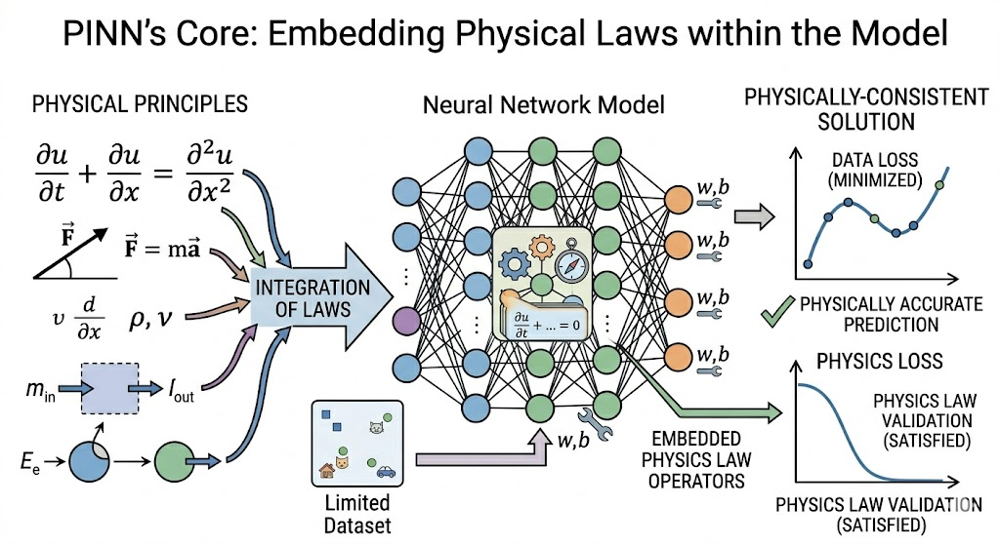 PINN's Core: Embedding Physical Laws within the Model
PHYSICAL PRINCIPLES
∂u/∂t + ∂u/∂x = ∂²u/∂x²
F⃗
F⃗ = ma⃗
υ d/∂x ρ, ν
m_in
I_out
E_e
INTEGRATION
OF LAWS
Neural Network Model
∂u/∂t + ... = 0
w,b
w,b
w,b
w,b
w,b
Limited
Dataset
EMBEDDED
PHYSICS LAW
OPERATORS
PHYSICALLY-CONSISTENT
SOLUTION
DATA LOSS
(MINIMIZED)
PHYSICALLY ACCURATE
PREDICTION
PHYSICS LOSS
PHYSICS LAW
VALIDATION
(SATISFIED)
PHYSICS LAW VALIDATION
(SATISFIED)